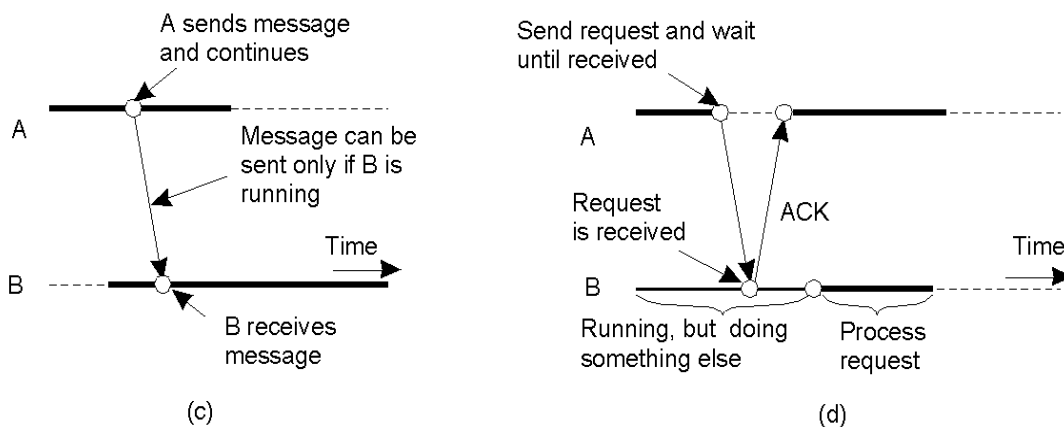 A sends message
and continues
A
Message can be
sent only if B is
running
Time
B
B receives
message
(c)
Send request and wait
until received
A
Request
is received
ACK
Time
B
Running, but doing
something else
Process
request
(d)